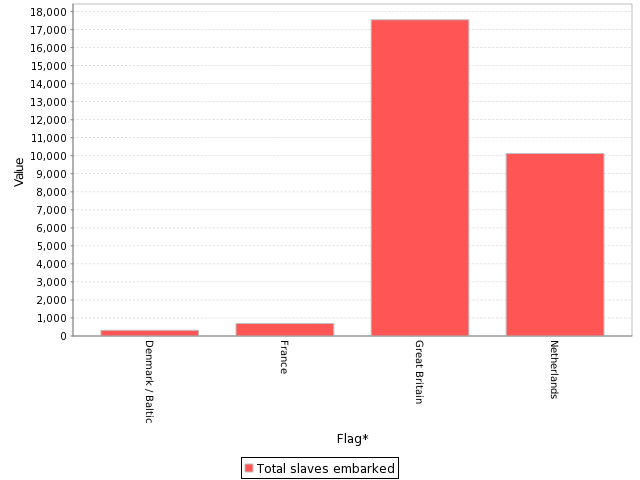 18,000
17,000
16,000
15,000
14,000
13,000
12,000
11,000
10,000
9,000
8,000
7,000
6,000
5,000
4,000
3,000
2,000
1,000
0
Value
Denmark / Baltic
France
Great Britain
Netherlands
Flag*
Total slaves embarked